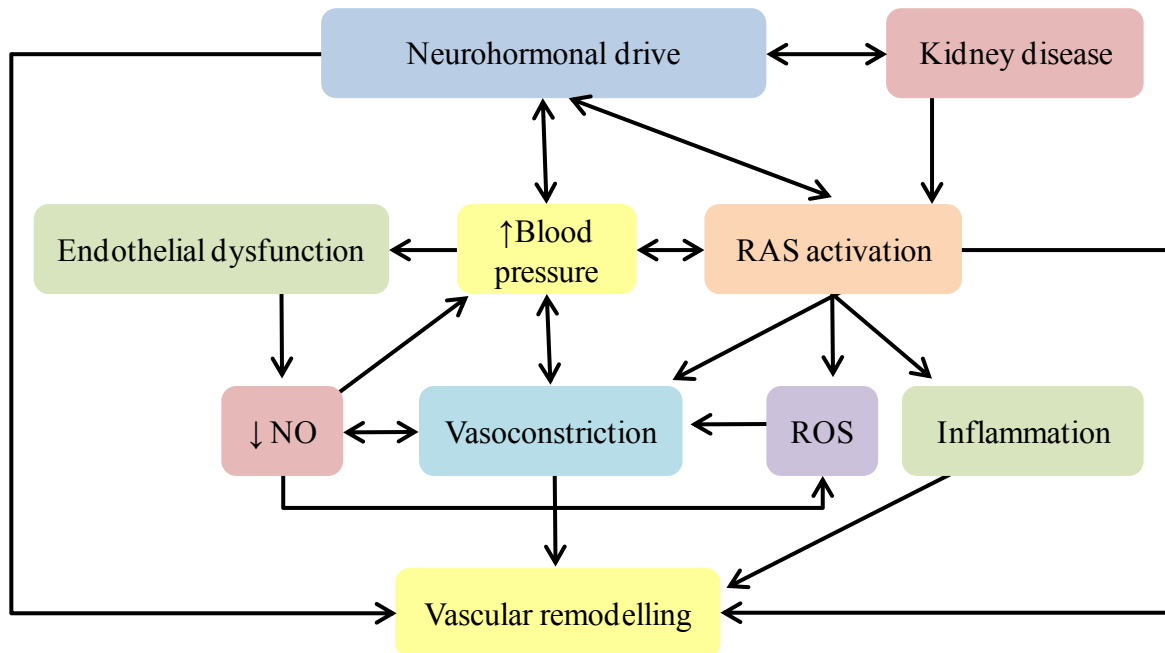 Neurohormonal drive
Kidney disease
Endothelial dysfunction
↑Blood
pressure
RAS activation
↓ NO
Vasoconstriction
ROS
Inflammation
Vascular remodelling